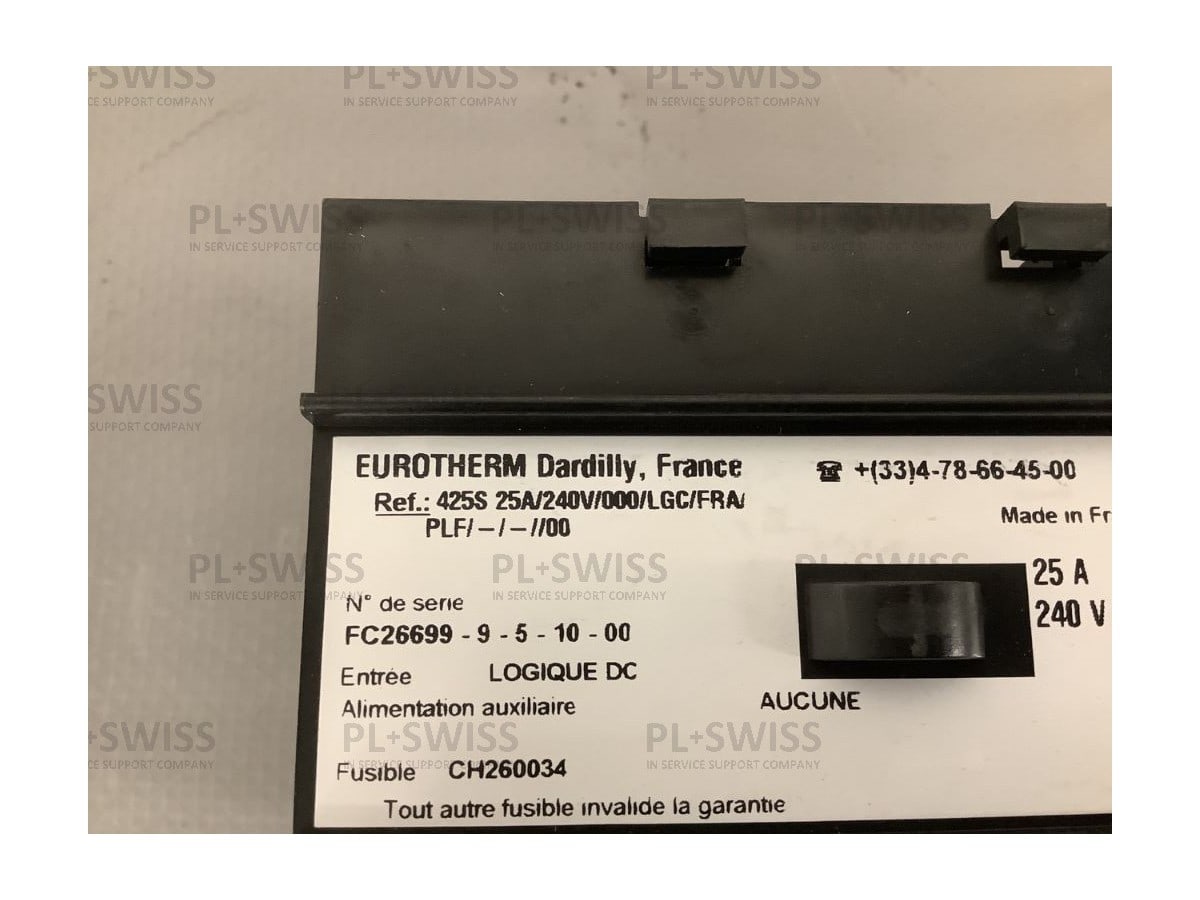 PL+SWISS
IN SERVICE SUPPORT COMPANY
EUROTHERM Dardilly, France
☎ +(33)4-78-66-45-00
Ref.: 425S 25A/240V/000/LGC/FRA/
PLF/-/-//00
Made in Fr
25 A
240 V
N° de serie
FC26699 - 9 - 5 - 10 - 00
Entrée LOGIQUE DC
Alimentation auxiliaire AUCUNE
Fusible CH260034
Tout autre fusible invalide la garantie